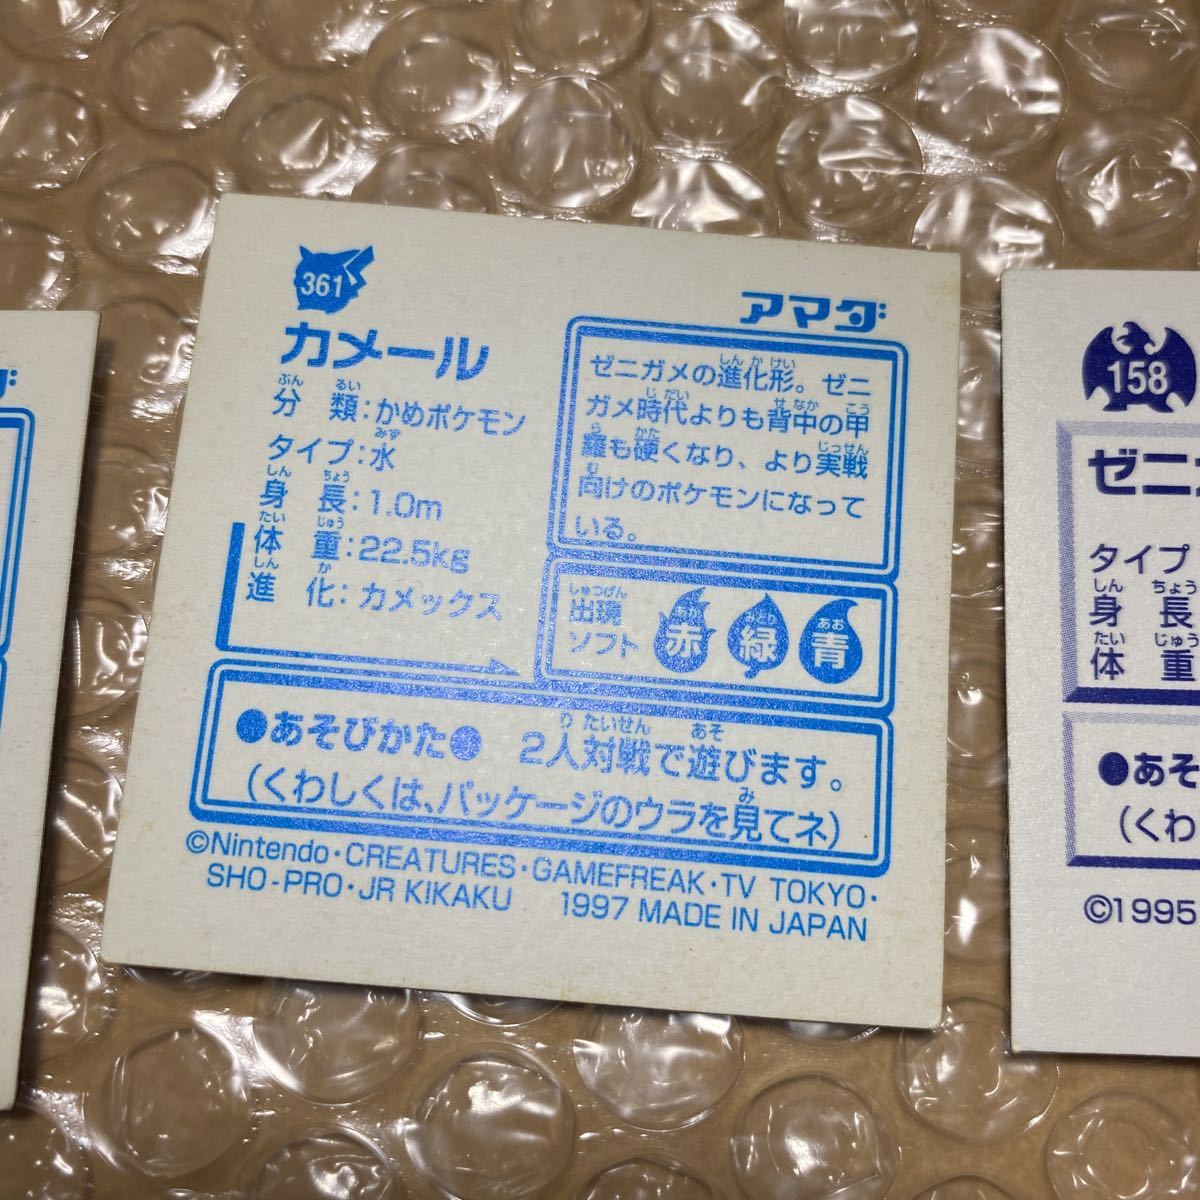 ダ
361
アマダ
カメール
分類：かめポケモン
タイプ：水
身長：1.0m
体重：22.5kg
進化：カメックス
ゼニガメの進化形。ゼニ
ガメ時代よりも背中の甲
羅も硬くなり、より実戦
向けのポケモンになって
いる。
出現
ソフト
赤 緑 青
●あそびかた● 2人対戦で遊びます。
（くわしくは、パッケージのウラを見てネ）
©Nintendo・CREATURES・GAMEFREAK・TV TOKYO・
SHO-PRO・JR KIKAKU 1997 MADE IN JAPAN
158
ゼニ
タイプ
身長
体重
●あそ
（くわ
©1995